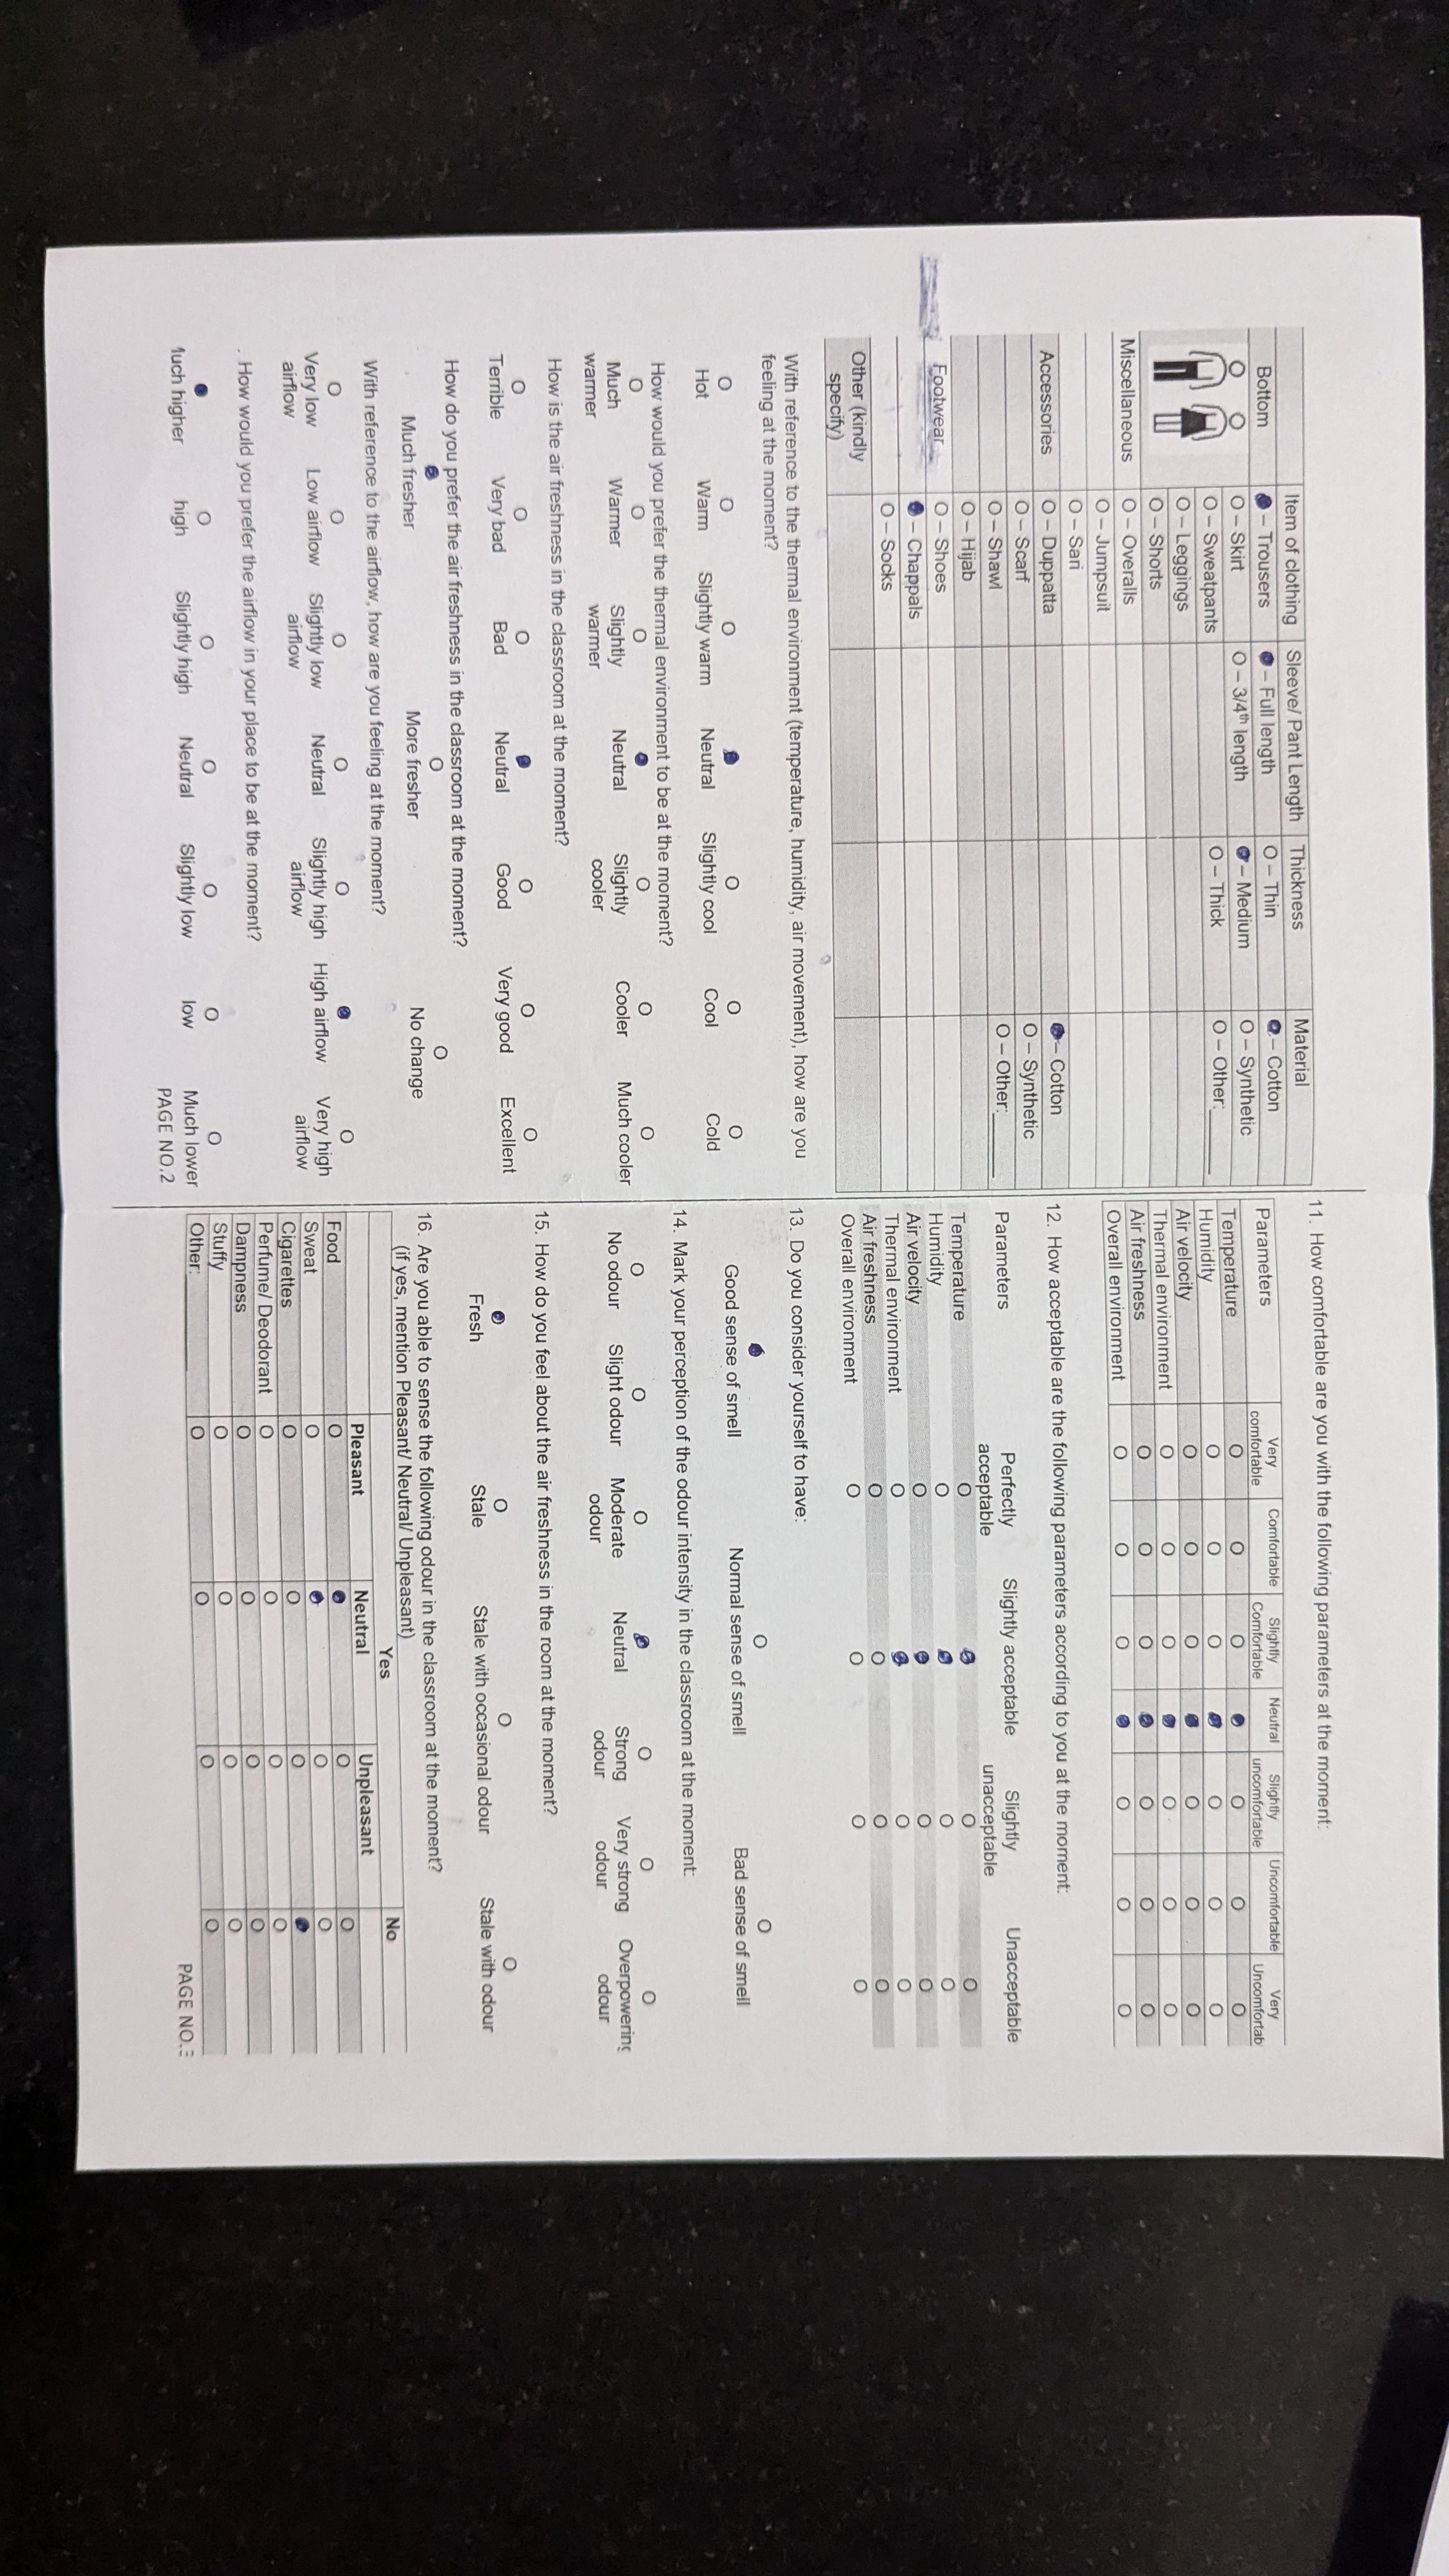 Item of clothing Sleeve/ Pant Length Thickness Material
Bottom – Trousers – Full length O – Thin – Cotton
O – Skirt O – 3/4th length – Medium O – Synthetic
O – Sweatpants O – Thick O – Other:______
O – Leggings
O – Shorts
Miscellaneous O – Overalls
O – Jumpsuit
O – Sari
Accessories O – Duppatta – Cotton
O – Scarf O – Synthetic
O – Shawl O – Other:______
O – Hijab
Footwear O – Shoes
– Chappals
O – Socks
Other (kindly
specify)
With reference to the thermal environment (temperature, humidity, air movement), how are you
feeling at the moment?
Hot Warm Slightly warm Neutral Slightly cool Cool Cold
How would you prefer the thermal environment to be at the moment?
Much
warmer Warmer Slightly
warmer Neutral Slightly
cooler Cooler Much cooler
How is the air freshness in the classroom at the moment?
Terrible Very bad Bad Neutral Good Very good Excellent
How do you prefer the air freshness in the classroom at the moment?
Much fresher More fresher No change
With reference to the airflow, how are you feeling at the moment?
Very low
airflow Low airflow Slightly low
airflow Neutral Slightly high
airflow High airflow Very high
airflow
. How would you prefer the airflow in your place to be at the moment?
uch higher high Slightly high Neutral Slightly low low Much lower
PAGE NO.2
11. How comfortable are you with the following parameters at the moment:
Parameters Very
comfortable Comfortable Slightly
Comfortable Neutral Slightly
uncomfortable Uncomfortable Very
Uncomfortab
Temperature
Humidity
Air velocity
Thermal environment
Air freshness
Overall environment
12. How acceptable are the following parameters according to you at the moment:
Parameters Perfectly
acceptable Slightly acceptable Slightly
unacceptable Unacceptable
Temperature
Humidity
Air velocity
Thermal environment
Air freshness
Overall environment
13. Do you consider yourself to have:
Good sense of smell Normal sense of smell Bad sense of smell
14. Mark your perception of the odour intensity in the classroom at the moment:
No odour Slight odour Moderate
odour Neutral Strong
odour Very strong
odour Overpowering
odour
15. How do you feel about the air freshness in the room at the moment?
Fresh Stale Stale with occasional odour Stale with odour
16. Are you able to sense the following odour in the classroom at the moment?
(if yes, mention Pleasant/ Neutral/ Unpleasant)
Yes No
Pleasant Neutral Unpleasant
Food
Sweat
Cigarettes
Perfume/ Deodorant
Dampness
Stuffy
Other:______
PAGE NO.3